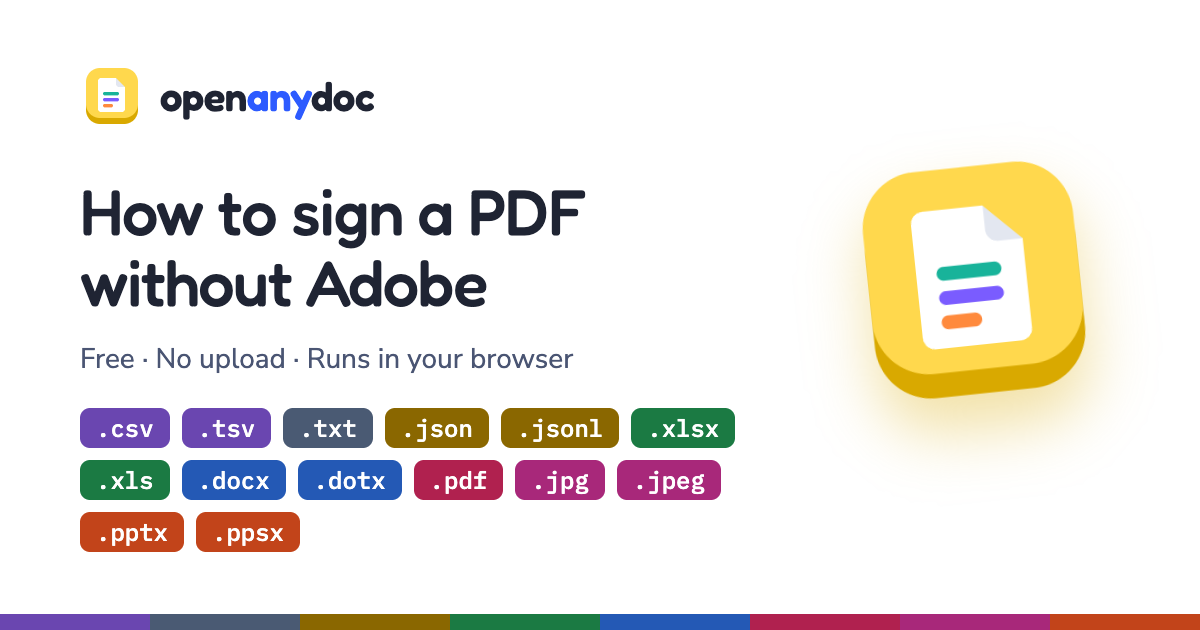 openanydoc
How to sign a PDF
without Adobe
Free · No upload · Runs in your browser
.csv .tsv .txt .json .jsonl .xlsx
.xls .docx .dotx .pdf .jpg .jpeg
.pptx .ppsx